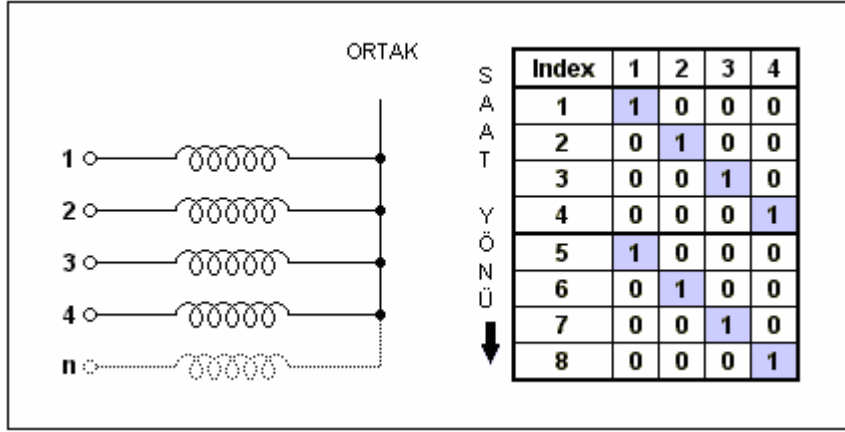 ORTAK
1
2
3
4
n
SAAT YÖNÜ
Index 1 2 3 4
1 1 0 0 0
2 0 1 0 0
3 0 0 1 0
4 0 0 0 1
5 1 0 0 0
6 0 1 0 0
7 0 0 1 0
8 0 0 0 1